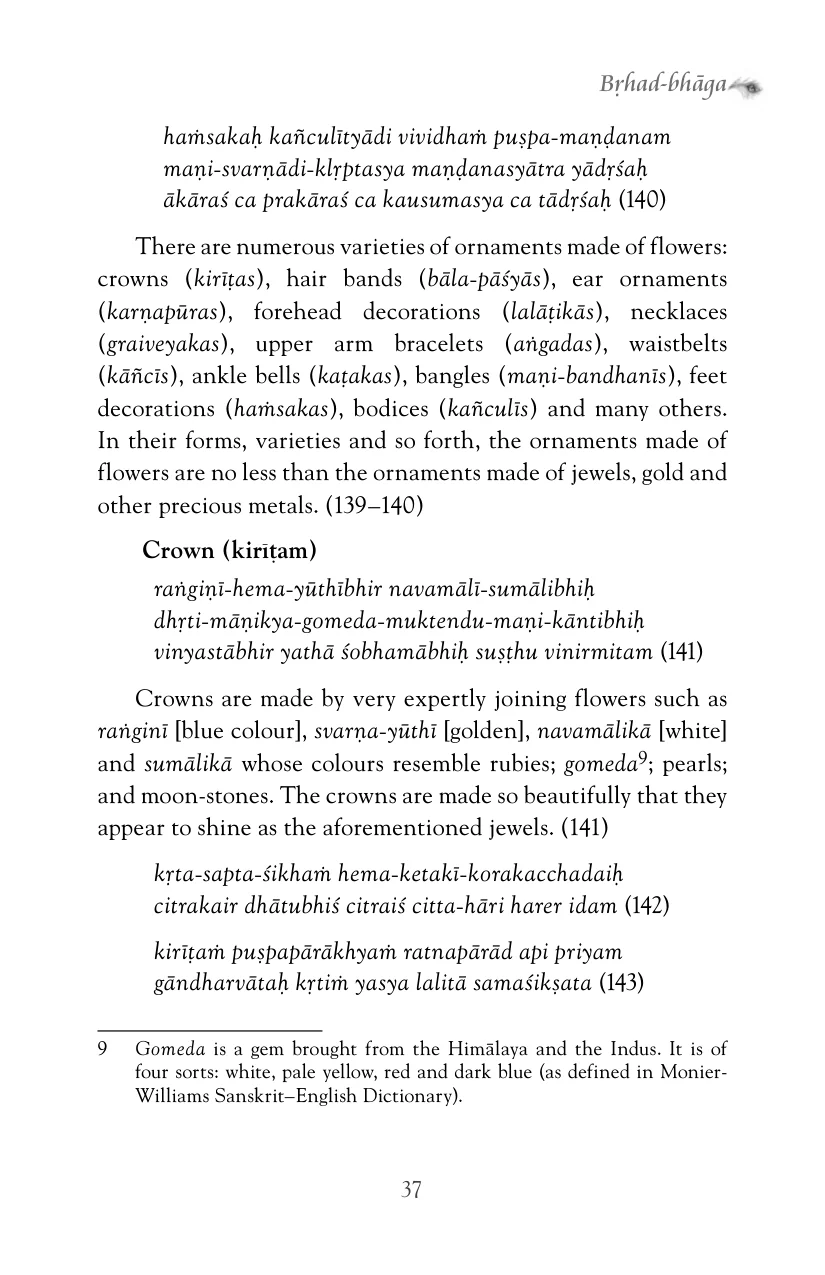 Bṛhad-bhāga
haṁsakaḥ kañculītyādi vividhaṁ puṣpa-maṇḍanam
maṇi-svarṇādi-klṛptasya maṇḍanasyātra yādṛśaḥ
ākāraś ca prakāraś ca kausumasya ca tādṛśaḥ (140)
There are numerous varieties of ornaments made of flowers:
crowns (kirīṭas), hair bands (bāla-pāśyās), ear ornaments
(karṇapūras), forehead decorations (lalāṭikās), necklaces
(graiveyakas), upper arm bracelets (aṅgadas), waistbelts
(kāñcīs), ankle bells (kaṭakas), bangles (maṇi-bandhanīs), feet
decorations (haṁsakas), bodices (kañculīs) and many others.
In their forms, varieties and so forth, the ornaments made of
flowers are no less than the ornaments made of jewels, gold and
other precious metals. (139–140)
Crown (kirīṭam)
raṅgiṇī-hema-yūthībhir navamālī-sumālibhiḥ
dhṛti-māṇikya-gomeda-muktendu-maṇi-kāntibhiḥ
vinyastābhir yathā śobhamābhiḥ suṣṭhu vinirmitam (141)
Crowns are made by very expertly joining flowers such as
raṅginī [blue colour], svarṇa-yūthī [golden], navamālikā [white]
and sumālikā whose colours resemble rubies; gomeda9; pearls;
and moon-stones. The crowns are made so beautifully that they
appear to shine as the aforementioned jewels. (141)
kṛta-sapta-śikhaṁ hema-ketakī-korakacchadaiḥ
citrakair dhātubhiś citraiś citta-hāri harer idam (142)
kirīṭaṁ puṣpapārākhyaṁ ratnapārād api priyam
gāndharvātaḥ kṛtiṁ yasya lalitā samaśikṣata (143)
9 Gomeda is a gem brought from the Himālaya and the Indus. It is of
four sorts: white, pale yellow, red and dark blue (as defined in Monier-
Williams Sanskrit–English Dictionary).
37